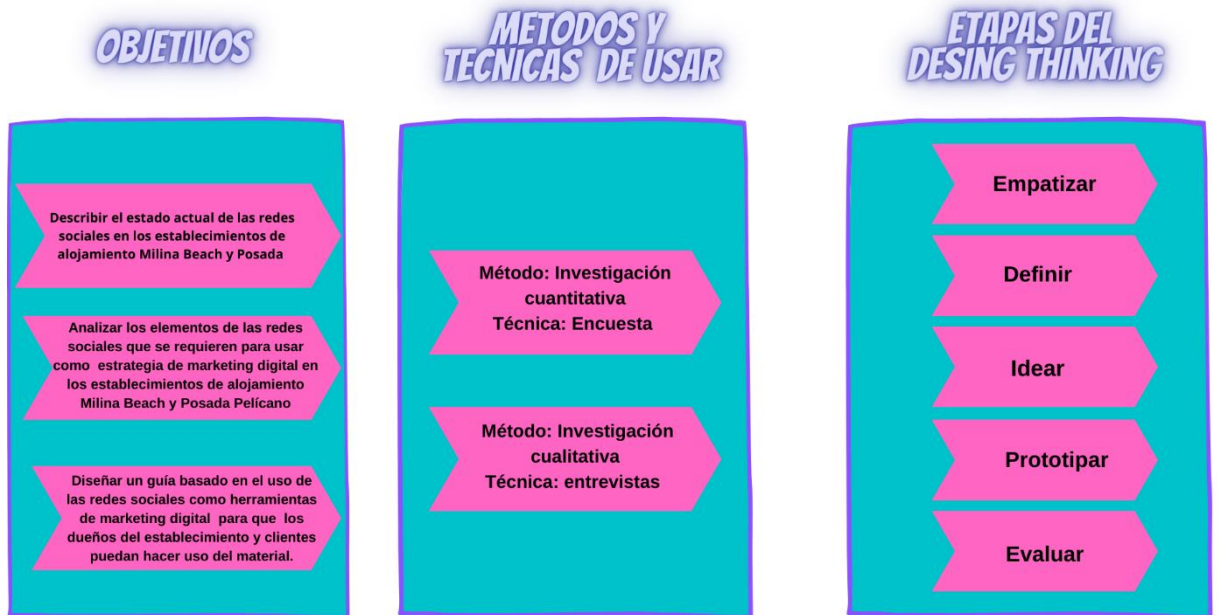 OBJETIVOS
Describir el estado actual de las redes
sociales en los establecimientos de
alojamiento Milina Beach y Posada
Analizar los elementos de las redes
sociales que se requieren para usar
como estrategia de marketing digital en
los establecimientos de alojamiento
Milina Beach y Posada Pelícano
Diseñar un guía basado en el uso de
las redes sociales como herramientas
de marketing digital para que los
dueños del establecimiento y clientes
puedan hacer uso del material.
METODOS Y
TECNICAS DE USAR
Método: Investigación
cuantitativa
Técnica: Encuesta
Método: Investigación
cualitativa
Técnica: entrevistas
ETAPAS DEL
DESING THINKING
Empatizar
Definir
Idear
Prototipar
Evaluar